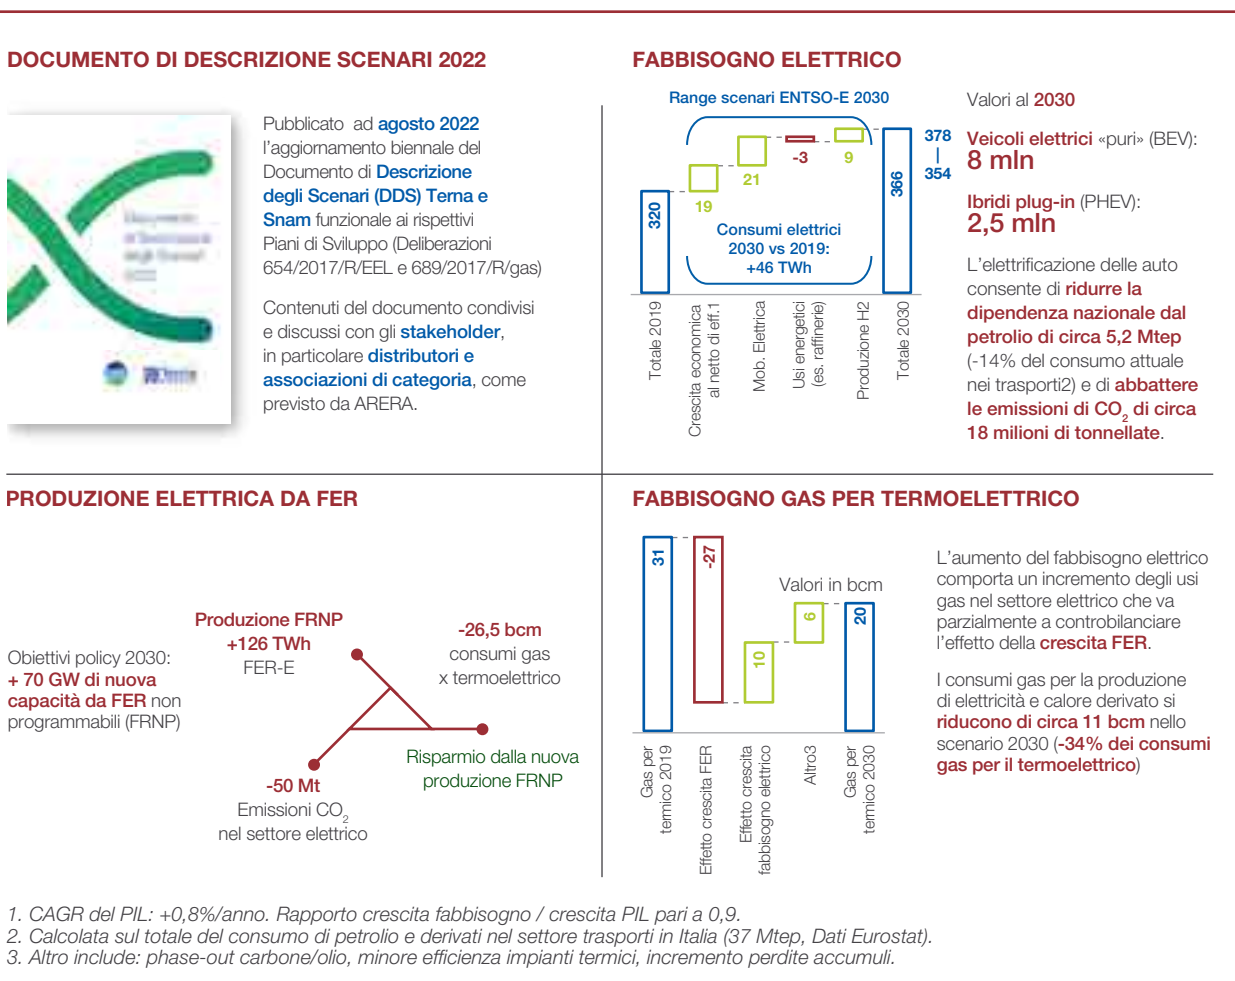 DOCUMENTO DI DESCRIZIONE SCENARI 2022
Pubblicato ad agosto 2022
l'aggiornamento biennale del
Documento di Descrizione
degli Scenari (DDS) Terna e
Snam funzionale ai rispettivi
Piani di Sviluppo (Deliberazioni
654/2017/R/EEL e 689/2017/R/gas)
Contenuti del documento condivisi
e discussi con gli stakeholder,
in particolare distributori e
associazioni di categoria, come
previsto da ARERA.
FABBISOGNO ELETTRICO
Range scenari ENTSO-E 2030
320
19
21
-3
9
366
378
354
Consumi elettrici
2030 vs 2019:
+46 TWh
Totale 2019
Crescita economica
al netto di eff.1
Mob. Elettrica
Usi energetici
(es. raffinerie)
Produzione H2
Totale 2030
Valori al 2030
Veicoli elettrici «puri» (BEV):
8 mln
Ibridi plug-in (PHEV):
2,5 mln
L'elettrificazione delle auto
consente di ridurre la
dipendenza nazionale dal
petrolio di circa 5,2 Mtep
(-14% del consumo attuale
nei trasporti2) e di abbattere
le emissioni di CO2 di circa
18 milioni di tonnellate.
PRODUZIONE ELETTRICA DA FER
Obiettivi policy 2030:
+ 70 GW di nuova
capacità da FER non
programmabili (FRNP)
Produzione FRNP
+126 TWh
FER-E
-26,5 bcm
consumi gas
x termoelettrico
Risparmio dalla nuova
produzione FRNP
-50 Mt
Emissioni CO2
nel settore elettrico
FABBISOGNO GAS PER TERMOELETTRICO
Valori in bcm
31
-27
10
6
20
Gas per
termico 2019
Effetto crescita FER
Effetto crescita
fabbisogno elettrico
Altro3
Gas per
termico 2030
L'aumento del fabbisogno elettrico
comporta un incremento degli usi
gas nel settore elettrico che va
parzialmente a controbilanciare
l'effetto della crescita FER.
I consumi gas per la produzione
di elettricità e calore derivato si
riducono di circa 11 bcm nello
scenario 2030 (-34% dei consumi
gas per il termoelettrico)
1. CAGR del PIL: +0,8%/anno. Rapporto crescita fabbisogno / crescita PIL pari a 0,9.
2. Calcolata sul totale del consumo di petrolio e derivati nel settore trasporti in Italia (37 Mtep, Dati Eurostat).
3. Altro include: phase-out carbone/olio, minore efficienza impianti termici, incremento perdite accumuli.